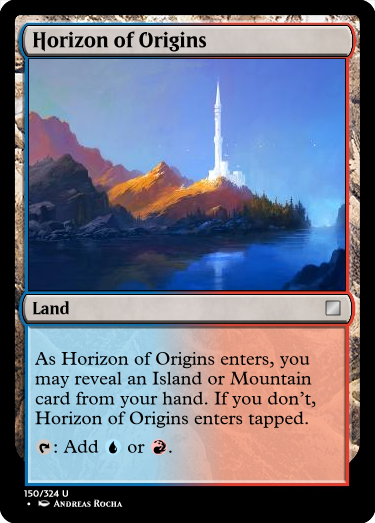 Horizon of Origins
Land
As Horizon of Origins enters, you
may reveal an Island or Mountain
card from your hand. If you don't,
Horizon of Origins enters tapped.
: Add or .
150/324 U
• Andreas Rocha